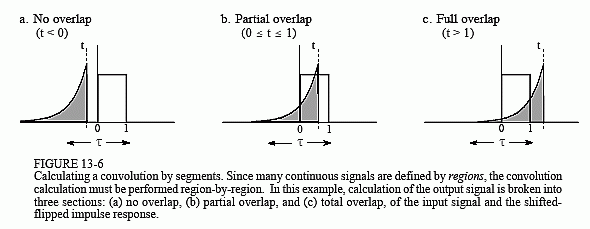 a. No overlap
(t < 0)
t
0 1
τ
b. Partial overlap
(0 ≤ t ≤ 1)
t
0 1
τ
c. Full overlap
(t > 1)
t
0 1
τ
FIGURE 13-6
Calculating a convolution by segments. Since many continuous signals are defined by regions, the convolution
calculation must be performed region-by-region. In this example, calculation of the output signal is broken into
three sections: (a) no overlap, (b) partial overlap, and (c) total overlap, of the input signal and the shifted-
flipped impulse response.